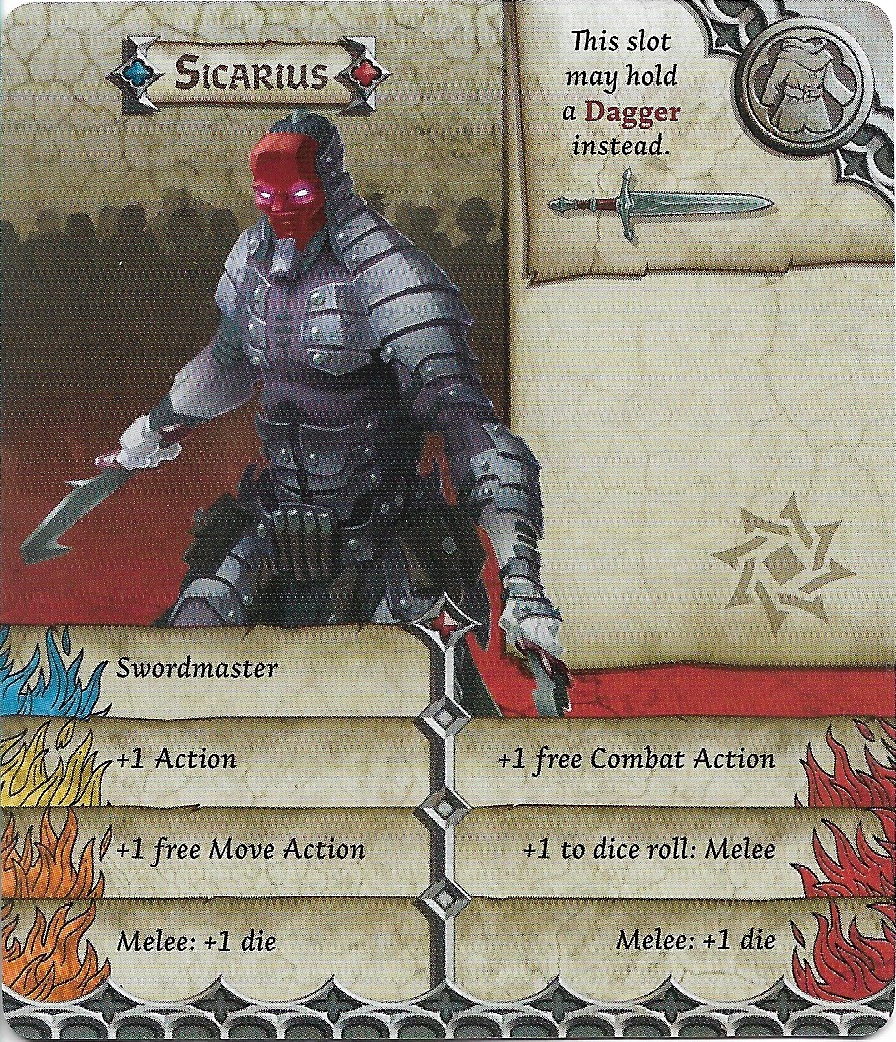 Sicarius
This slot
may hold
a Dagger
instead.
Swordmaster
+1 Action
+1 free Combat Action
+1 free Move Action
+1 to dice roll: Melee
Melee: +1 die
Melee: +1 die